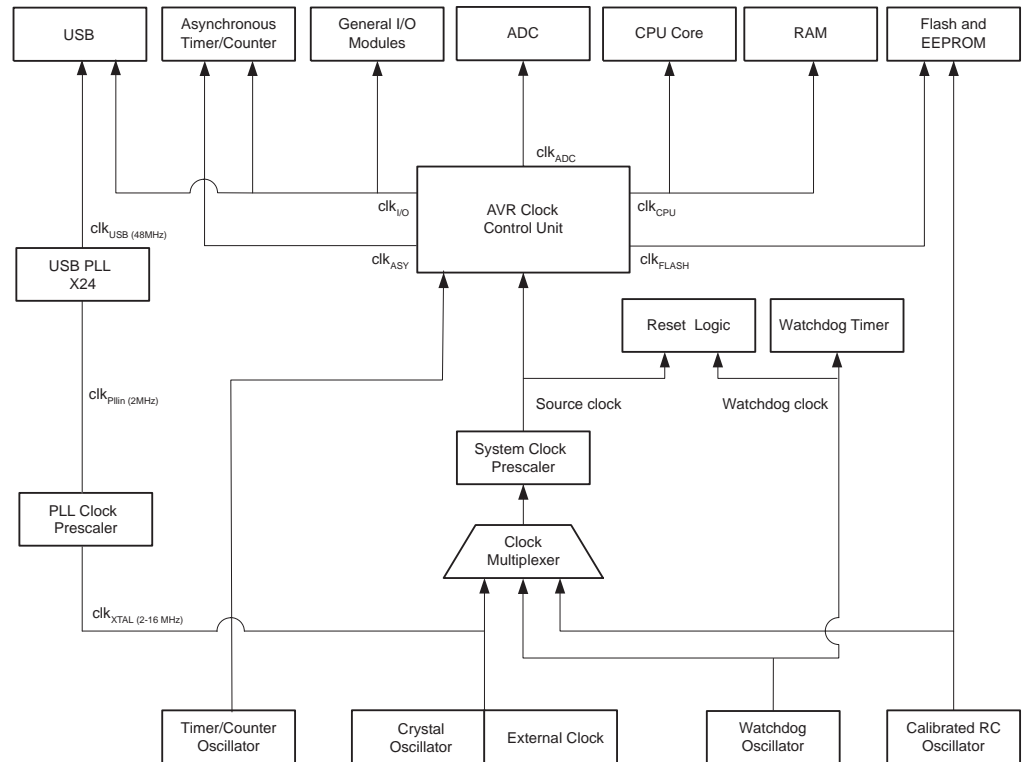 USB
Asynchronous
Timer/Counter
General I/O
Modules
ADC
CPU Core
RAM
Flash and
EEPROM
clkADC
AVR Clock
Control Unit
clkI/O
clkCPU
clkUSB (48MHz)
clkASY
clkFLASH
USB PLL
X24
Reset Logic
Watchdog Timer
clkPllin (2MHz)
Source clock
Watchdog clock
System Clock
Prescaler
PLL Clock
Prescaler
Clock
Multiplexer
clkXTAL (2-16 MHz)
Timer/Counter
Oscillator
Crystal
Oscillator
External Clock
Watchdog
Oscillator
Calibrated RC
Oscillator